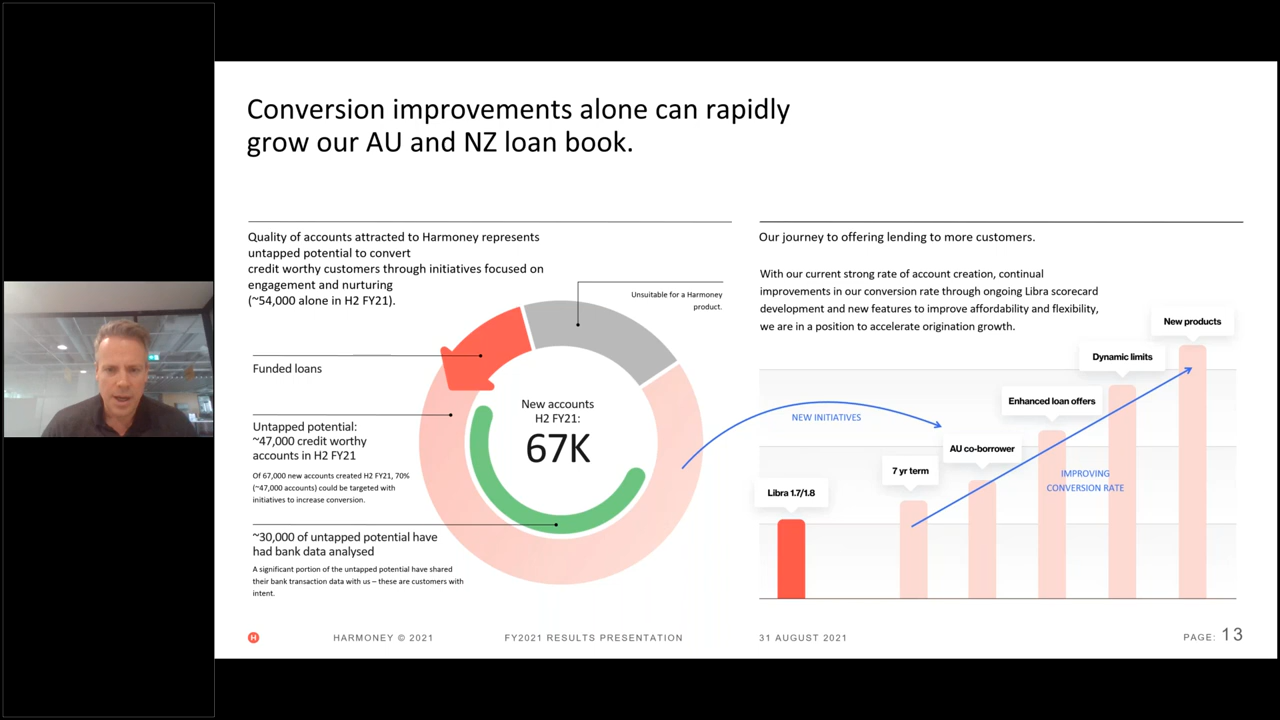 Conversion improvements alone can rapidly
grow our AU and NZ loan book.
Quality of accounts attracted to Harmoney represents
untapped potential to convert
credit worthy customers through initiatives focused on
engagement and nurturing
(~54,000 alone in H2 FY21).
Unsuitable for a Harmoney
product.
Funded loans
Untapped potential:
~47,000 credit worthy
accounts in H2 FY21
Of 67,000 new accounts created H2 FY21, 70%
(~47,000 accounts) could be targeted with
initiatives to increase conversion.
~30,000 of untapped potential have
had bank data analysed
A significant portion of the untapped potential have shared
their bank transaction data with us – these are customers with
intent.
New accounts
H2 FY21:
67K
Our journey to offering lending to more customers.
With our current strong rate of account creation, continual
improvements in our conversion rate through ongoing Libra scorecard
development and new features to improve affordability and flexibility,
we are in a position to accelerate origination growth.
NEW INITIATIVES
Libra 1.7/1.8
7 yr term
AU co-borrower
Enhanced loan offers
Dynamic limits
New products
IMPROVING
CONVERSION RATE
H
HARMONEY © 2021
FY2021 RESULTS PRESENTATION
31 AUGUST 2021
PAGE: 13